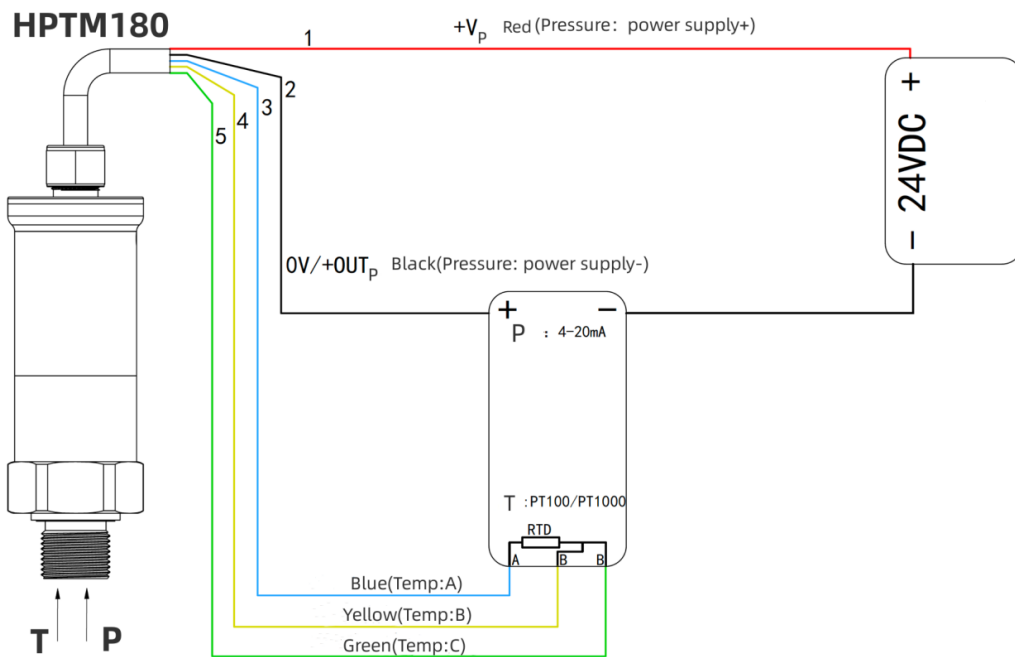 HPTM180
1
+VP Red (Pressure: power supply+)
2
3
4
5
+
24VDC
−
0V/+OUTP Black(Pressure: power supply-)
+ −
P : 4-20mA
T :PT100/PT1000
RTD
A B B
Blue(Temp:A)
Yellow(Temp:B)
Green(Temp:C)
T P